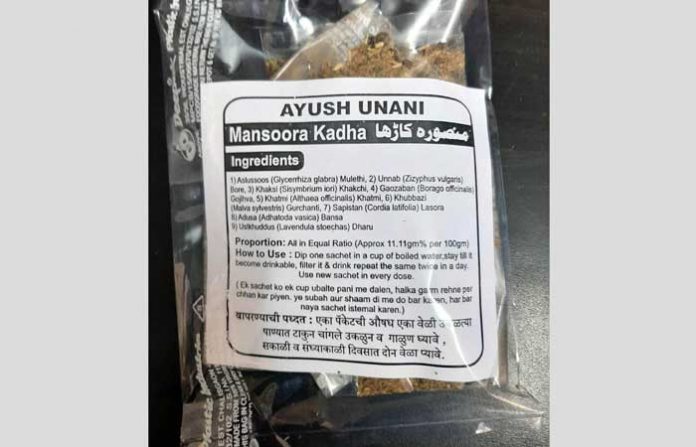 AYUSH UNANI
Mansoora Kadha منصورہ کاڑھا
Ingredients
1) Aslussoos (Glycerrhiza glabra) Mulethi, 2) Unnab (Zizyphus vulgaris)
Bore, 3) Khaksi (Sisymbrium iori) Khakchi, 4) Gaozaban (Borago officinalis)
Gojihva, 5) Khatmi (Althaea officinalis) Khatmi, 6) Khubbazi
(Malva sylvestris) Gurchanti, 7) Sapistan (Cordia latifolia) Lasora
8) Adusa (Adhatoda vasica) Bansa
9) Ustkhuddus (Lavendula stoechas) Dharu
Proportion: All in Equal Ratio (Approx 11.11gm% per 100gm)
How to Use : Dip one sachet in a cup of boiled water,stay till it
become drinkable, filter it & drink repeat the same twice in a day.
Use new sachet in every dose.
( Ek sachet ko ek cup ubalte pani me dalen, halka garm rehne per
chhan kar piyen. ye subah aur shaam di me do bar karen, har bar
naya sachet istemal karen.)
वापरण्याची पध्दत : एका पॅकेटची औषध एका वेळी उकळत्या
पाण्यात टाकुन चांगले उकळुन व गाळुण घ्यावे ,
सकाळी व संध्याकाळी दिवसात दोन वेळा प्यावे.